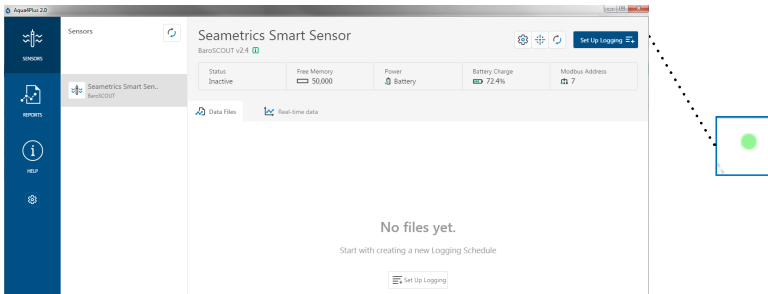 Aqua4Plus 2.0
SENSORS
REPORTS
HELP
Sensors
Seametrics Smart Sen..
BaroSCOUT
Seametrics Smart Sensor
BaroSCOUT v2.4
Set Up Logging
Status
Inactive
Free Memory
50,000
Power
Battery
Battery Charge
72.4%
Modbus Address
7
Data Files
Real-time data
No files yet.
Start with creating a new Logging Schedule
Set Up Logging